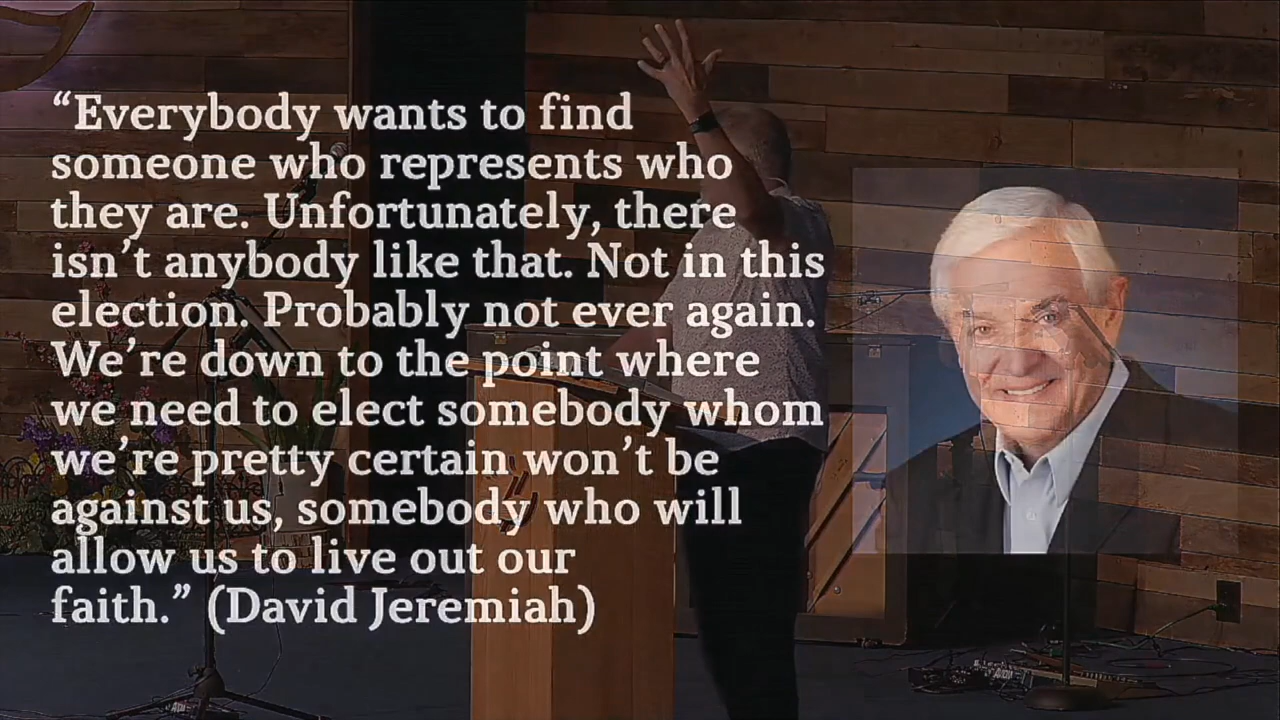 “Everybody wants to find
someone who represents who
they are. Unfortunately, there
isn’t anybody like that. Not in this
election. Probably not ever again.
We’re down to the point where
we need to elect somebody whom
we’re pretty certain won’t be
against us, somebody who will
allow us to live out our
faith.” (David Jeremiah)